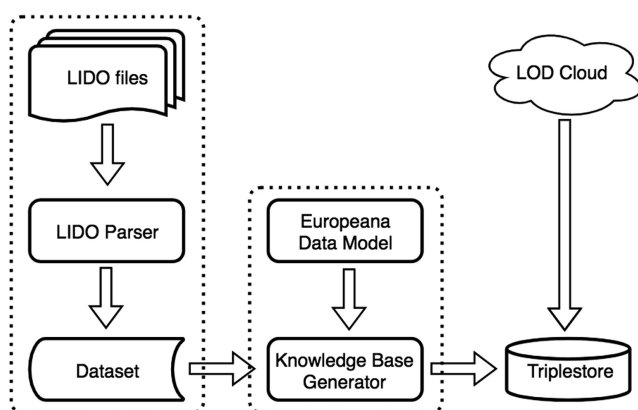 LIDO files
LOD Cloud
LIDO Parser
Europeana
Data Model
Dataset
Knowledge Base
Generator
Triplestore